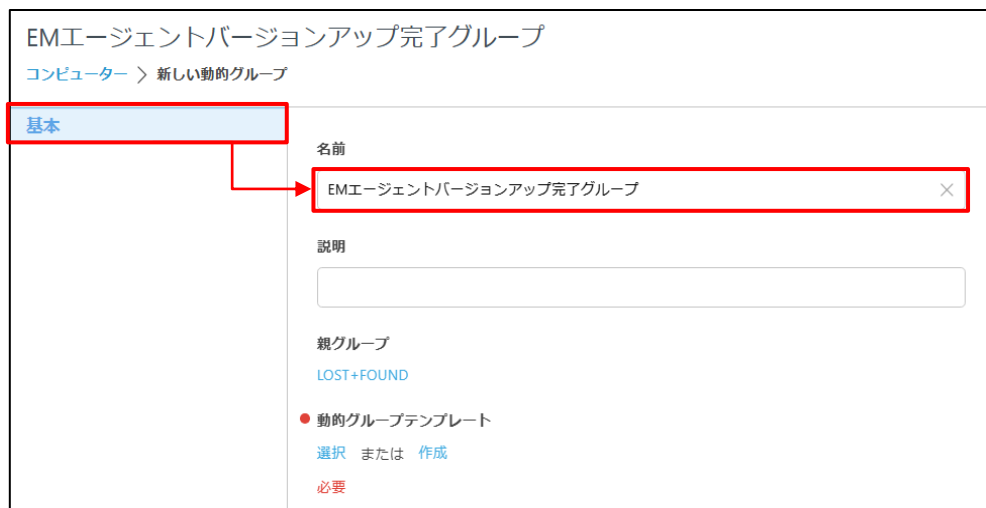 EMエージェントバージョンアップ完了グループ
コンピューター > 新しい動的グループ
基本
名前
EMエージェントバージョンアップ完了グループ
説明
親グループ
LOST+FOUND
動的グループテンプレート
選択 または 作成
必要